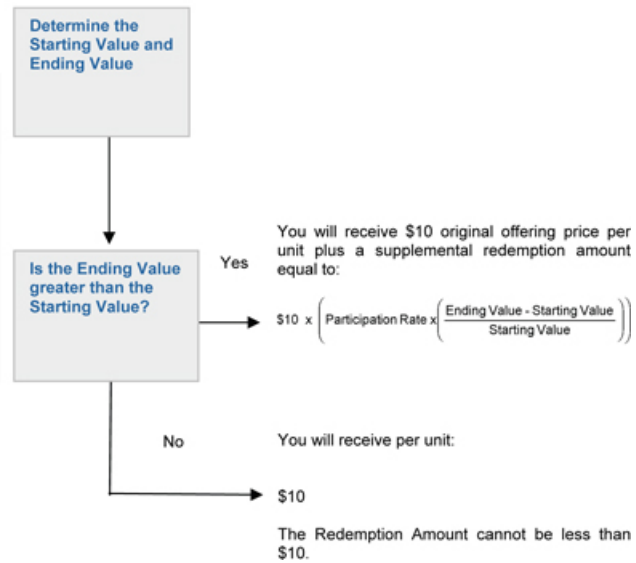 Determine the
Starting Value and
Ending Value
You will receive $10 original offering price per
unit plus a supplemental redemption amount
equal to:
Yes
Is the Ending Value
greater than the
Starting Value?
$10 x (Participation Rate x(Ending Value - Starting Value
Starting Value))
No
You will receive per unit:
$10
The Redemption Amount cannot be less than
$10.